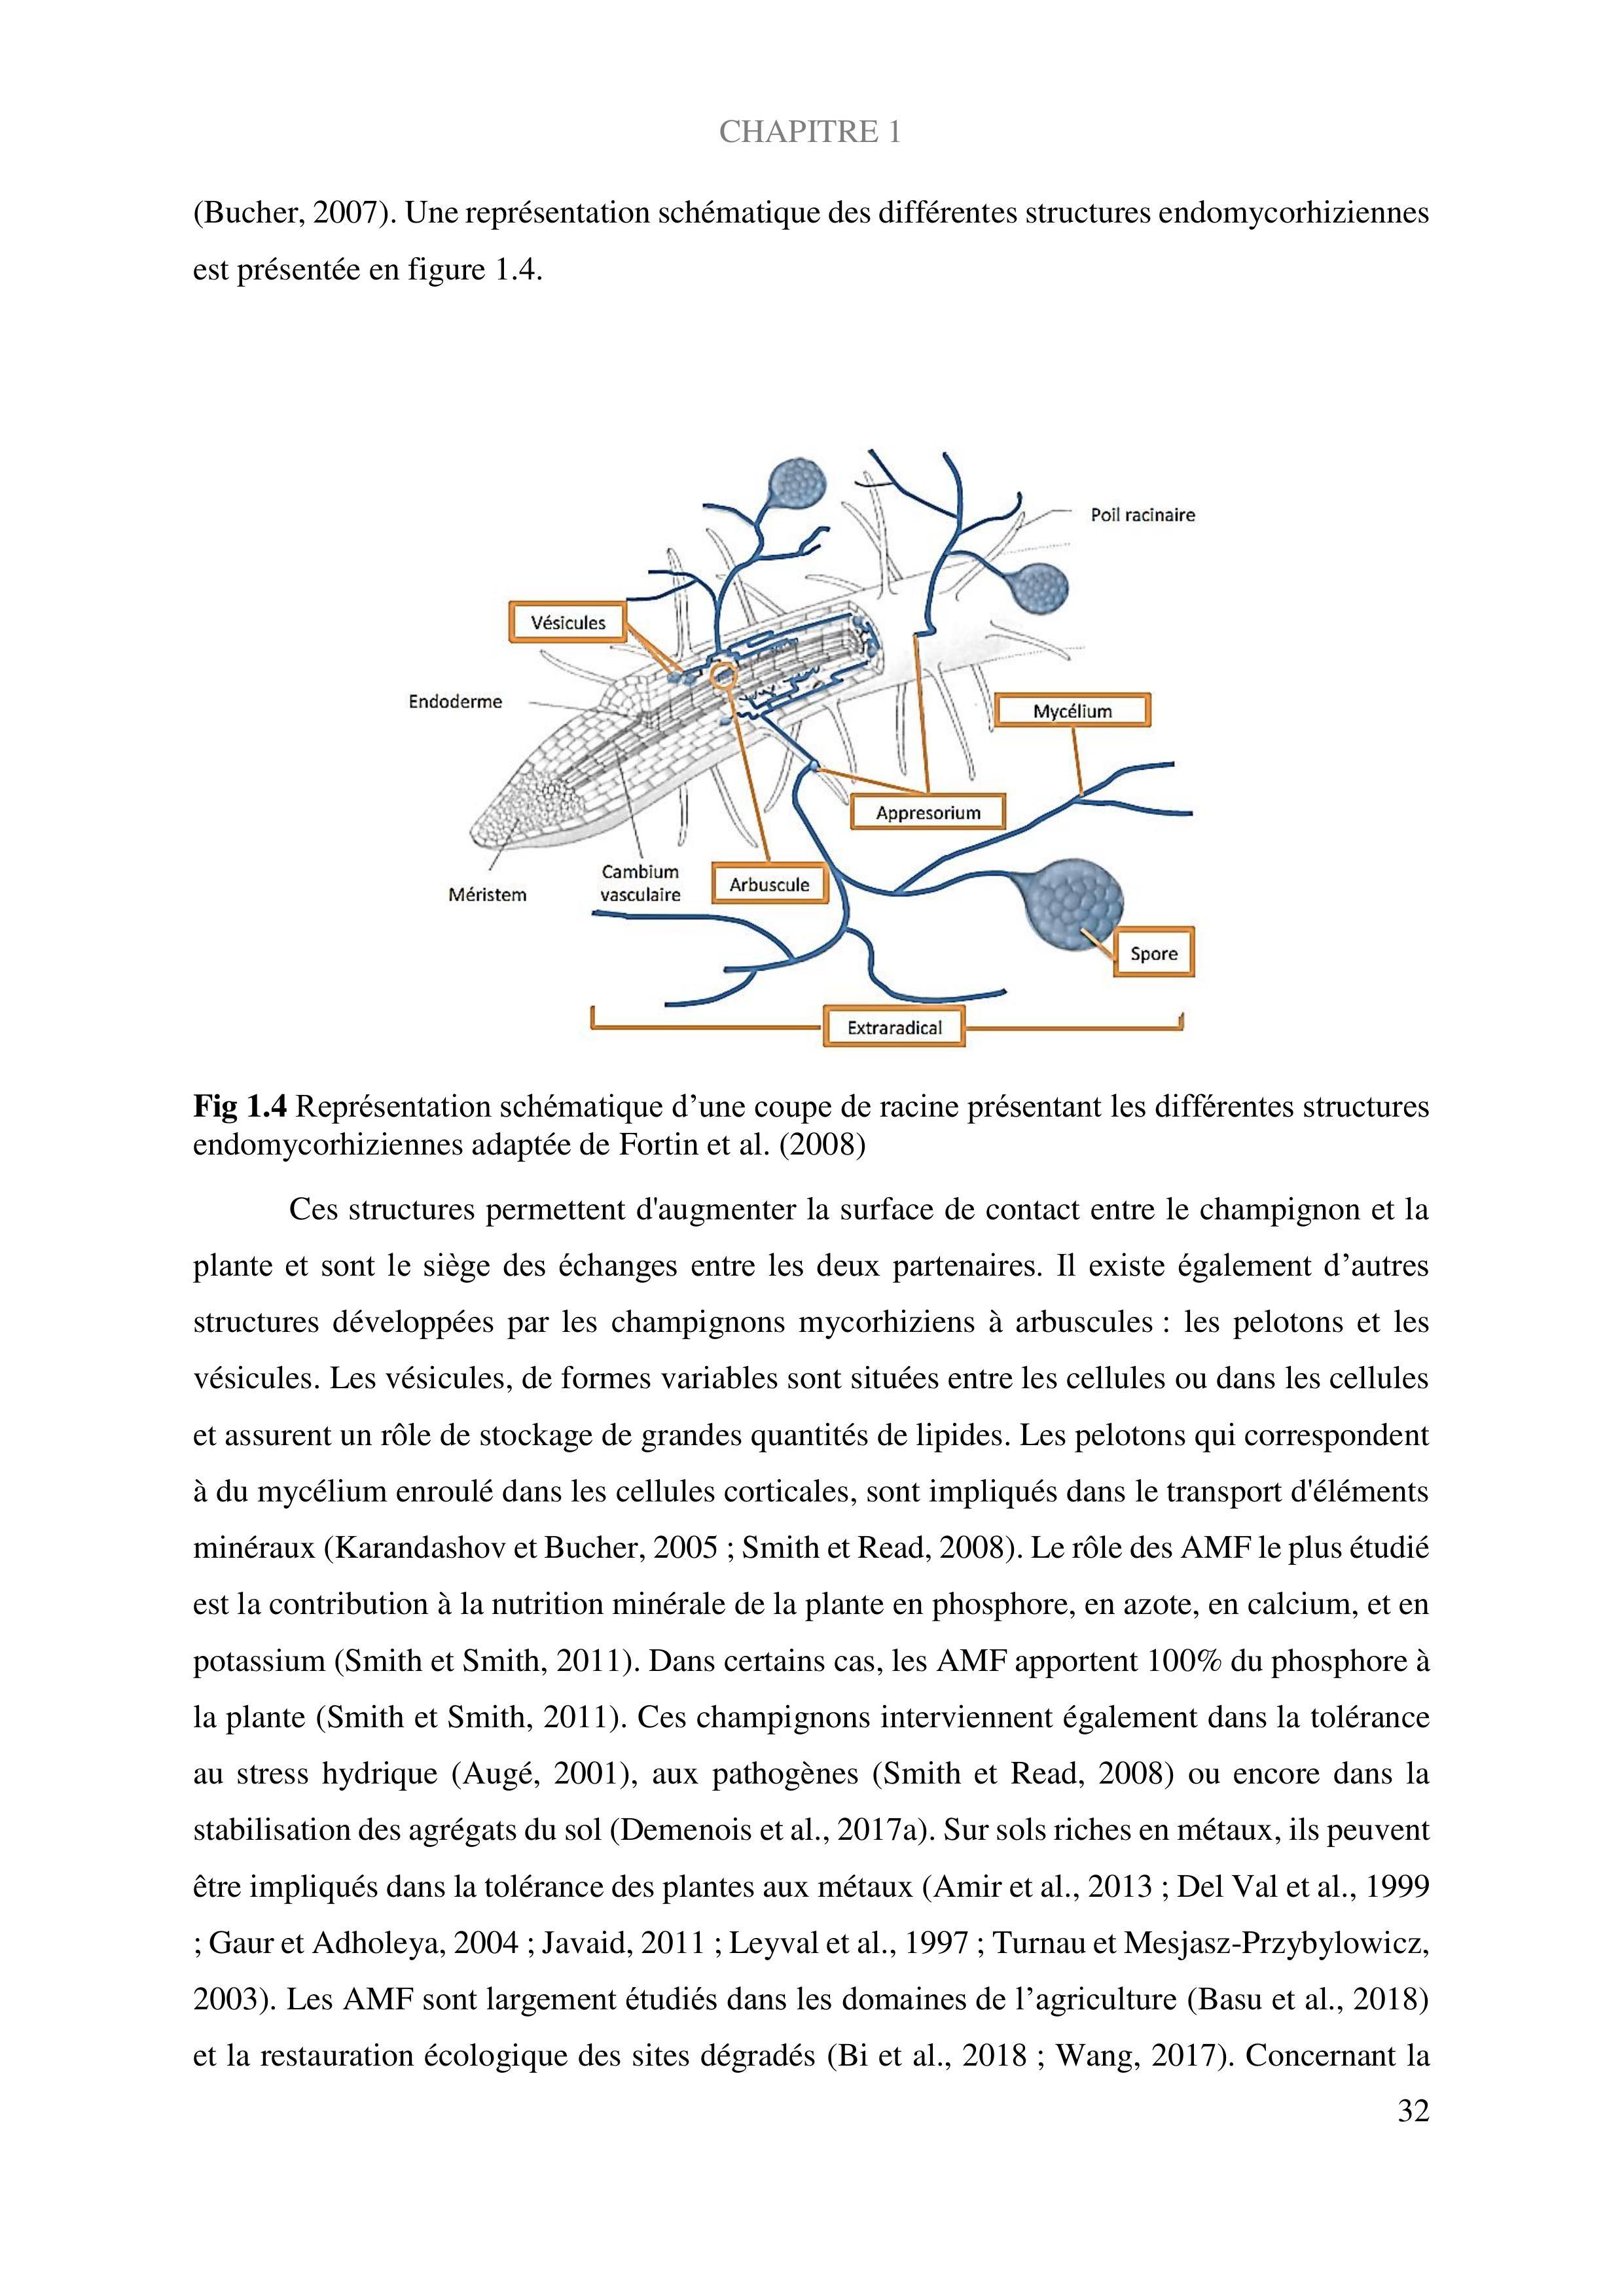 CHAPITRE 1
(Bucher, 2007). Une représentation schématique des différentes structures endomycorhiziennes
est présentée en figure 1.4.
Poil racinaire
Vésicules
Endoderme
Mycélium
Appresorium
Cambium
vasculaire
Arbuscule
Méristem
Spore
Extraradical
Fig 1.4 Représentation schématique d’une coupe de racine présentant les différentes structures
endomycorhiziennes adaptée de Fortin et al. (2008)
Ces structures permettent d'augmenter la surface de contact entre le champignon et la
plante et sont le siège des échanges entre les deux partenaires. Il existe également d’autres
structures développées par les champignons mycorhiziens à arbuscules : les pelotons et les
vésicules. Les vésicules, de formes variables sont situées entre les cellules ou dans les cellules
et assurent un rôle de stockage de grandes quantités de lipides. Les pelotons qui correspondent
à du mycélium enroulé dans les cellules corticales, sont impliqués dans le transport d'éléments
minéraux (Karandashov et Bucher, 2005 ; Smith et Read, 2008). Le rôle des AMF le plus étudié
est la contribution à la nutrition minérale de la plante en phosphore, en azote, en calcium, et en
potassium (Smith et Smith, 2011). Dans certains cas, les AMF apportent 100% du phosphore à
la plante (Smith et Smith, 2011). Ces champignons interviennent également dans la tolérance
au stress hydrique (Augé, 2001), aux pathogènes (Smith et Read, 2008) ou encore dans la
stabilisation des agrégats du sol (Demenois et al., 2017a). Sur sols riches en métaux, ils peuvent
être impliqués dans la tolérance des plantes aux métaux (Amir et al., 2013 ; Del Val et al., 1999
; Gaur et Adholeya, 2004 ; Javaid, 2011 ; Leyval et al., 1997 ; Turnau et Mesjasz-Przybylowicz,
2003). Les AMF sont largement étudiés dans les domaines de l’agriculture (Basu et al., 2018)
et la restauration écologique des sites dégradés (Bi et al., 2018 ; Wang, 2017). Concernant la
32